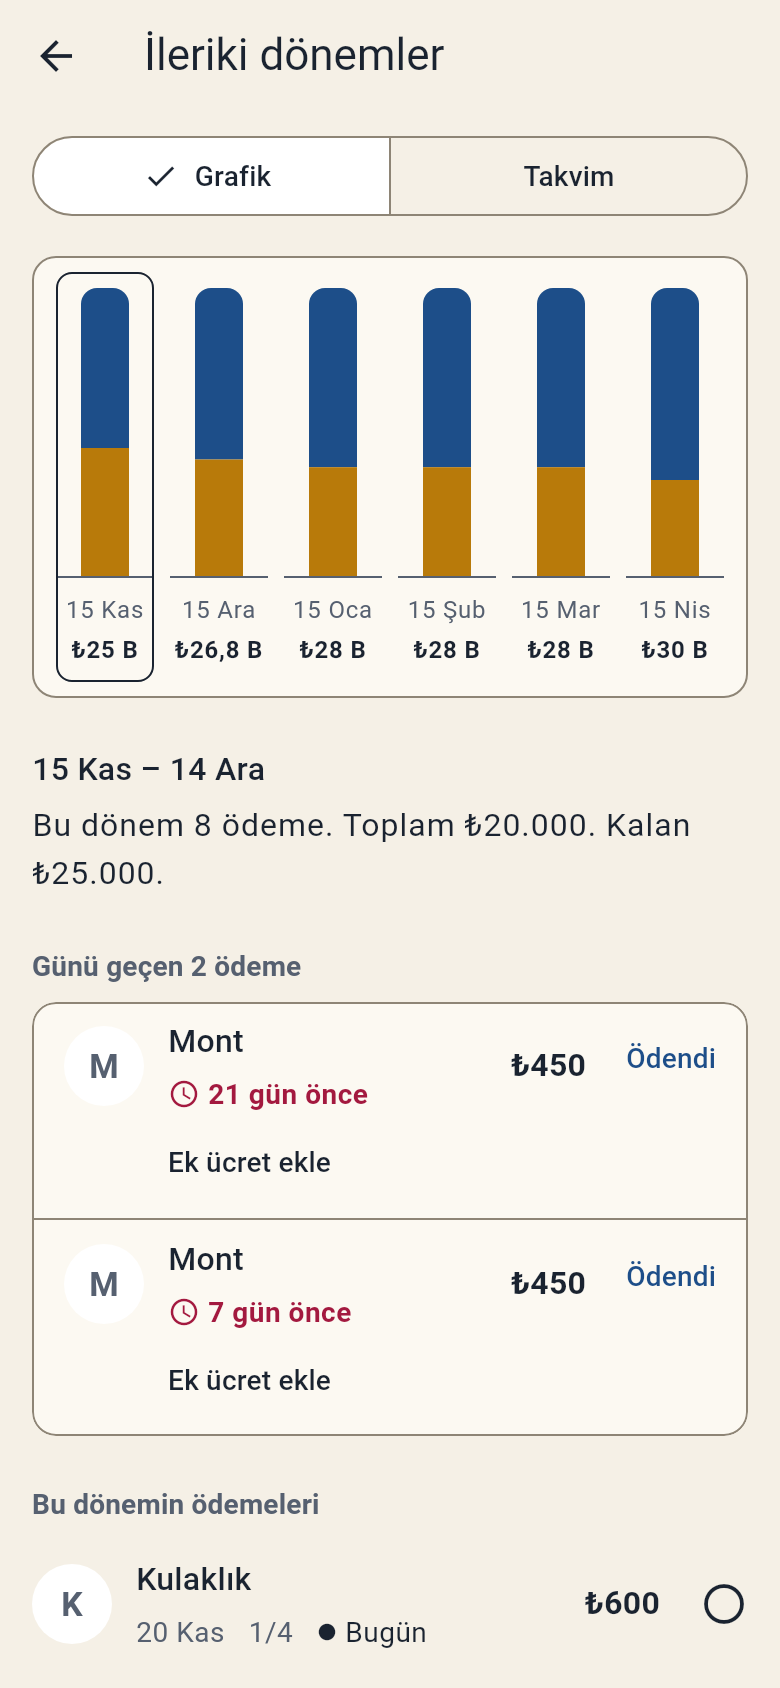 İleriki dönemler
Grafik
Takvim
15 Kas
₺25 B
15 Ara
₺26,8 B
15 Oca
₺28 B
15 Şub
₺28 B
15 Mar
₺28 B
15 Nis
₺30 B
15 Kas – 14 Ara
Bu dönem 8 ödeme. Toplam ₺20.000. Kalan
₺25.000.
Günü geçen 2 ödeme
M
Mont
21 gün önce
₺450
Ödendi
Ek ücret ekle
M
Mont
7 gün önce
₺450
Ödendi
Ek ücret ekle
Bu dönemin ödemeleri
K
Kulaklık
20 Kas 1/4 ● Bugün
₺600